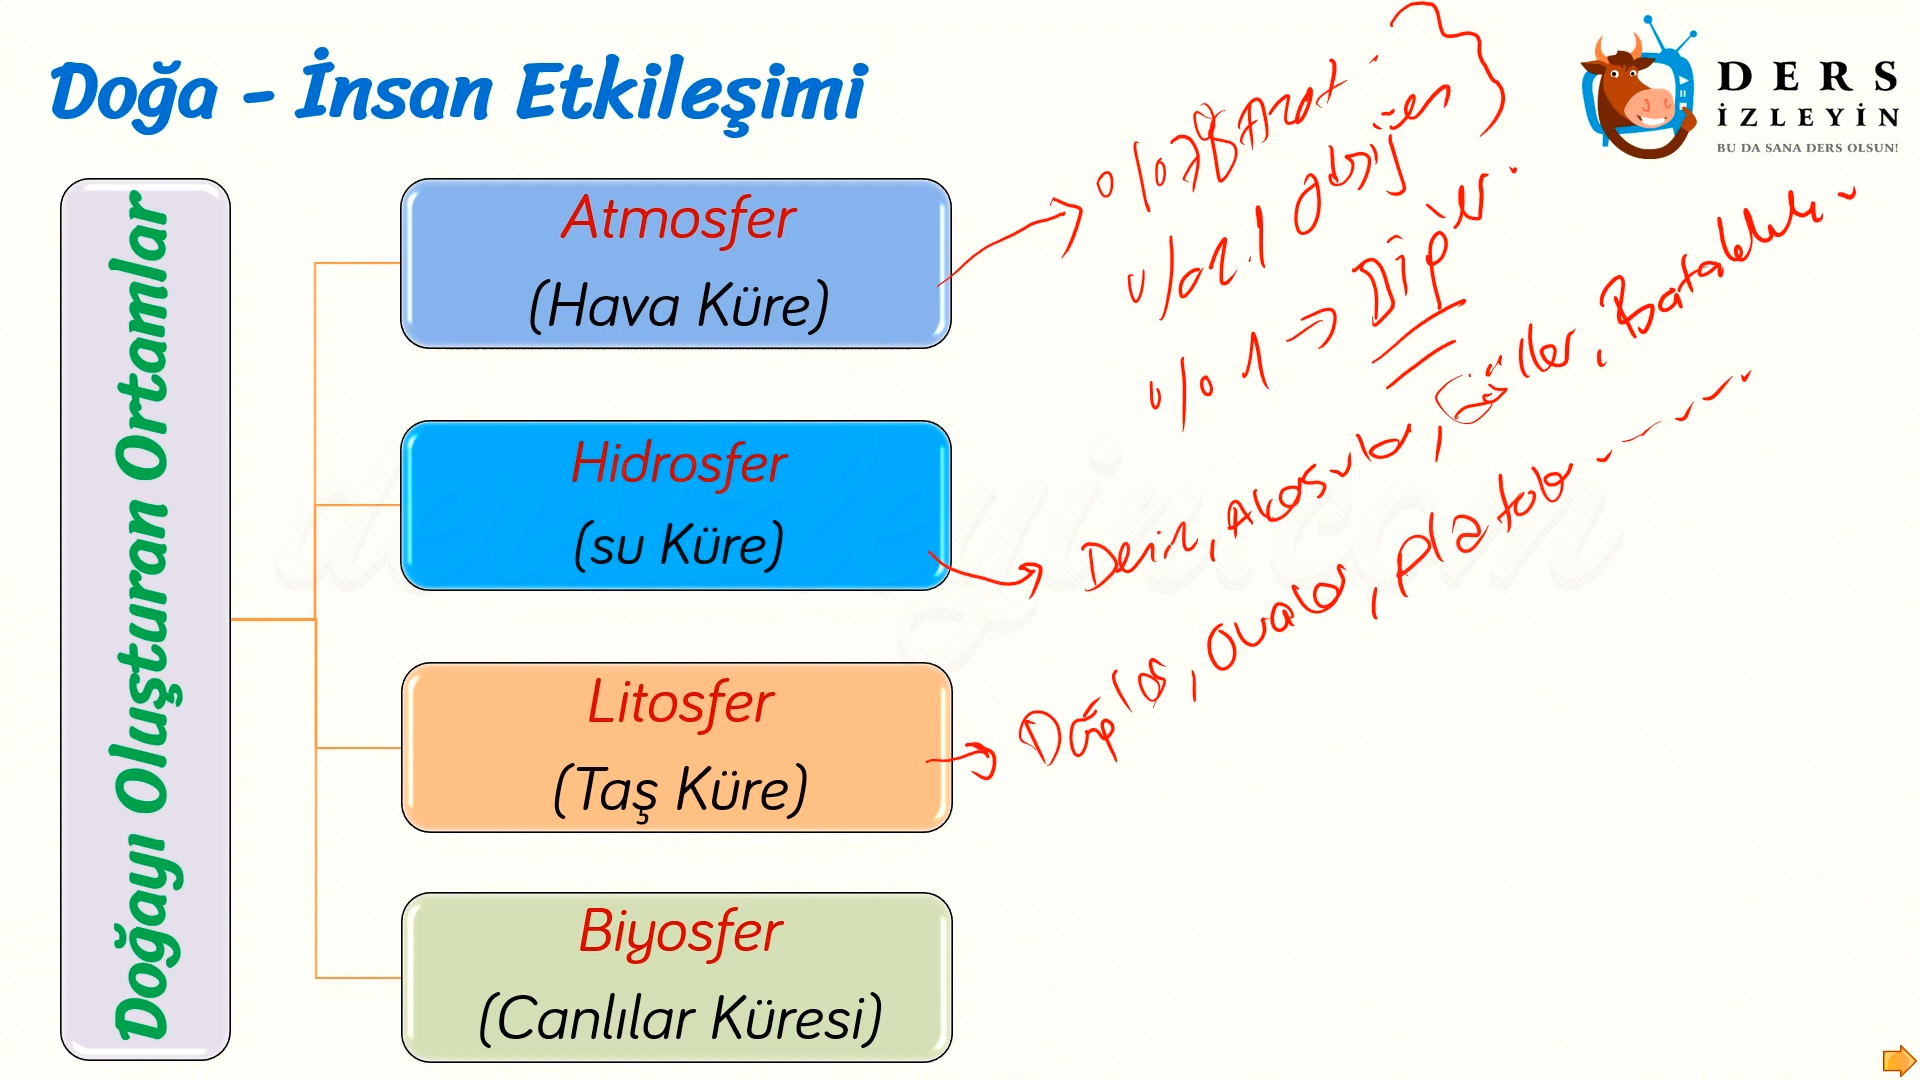 Doğa - İnsan Etkileşimi
DERS
İZLEYİN
BU DA SANA DERS OLSUN!
Doğayı Oluşturan Ortamlar
Atmosfer
(Hava Küre)
%78 Azot
%21 oksijen
%1 → Diğer
Hidrosfer
(su Küre)
Deniz, Akarsular, Göller, Bataklık
Litosfer
(Taş Küre)
Dağlar, Ovalar, Platolar
Biyosfer
(Canlılar Küresi)
dersizleyin.com